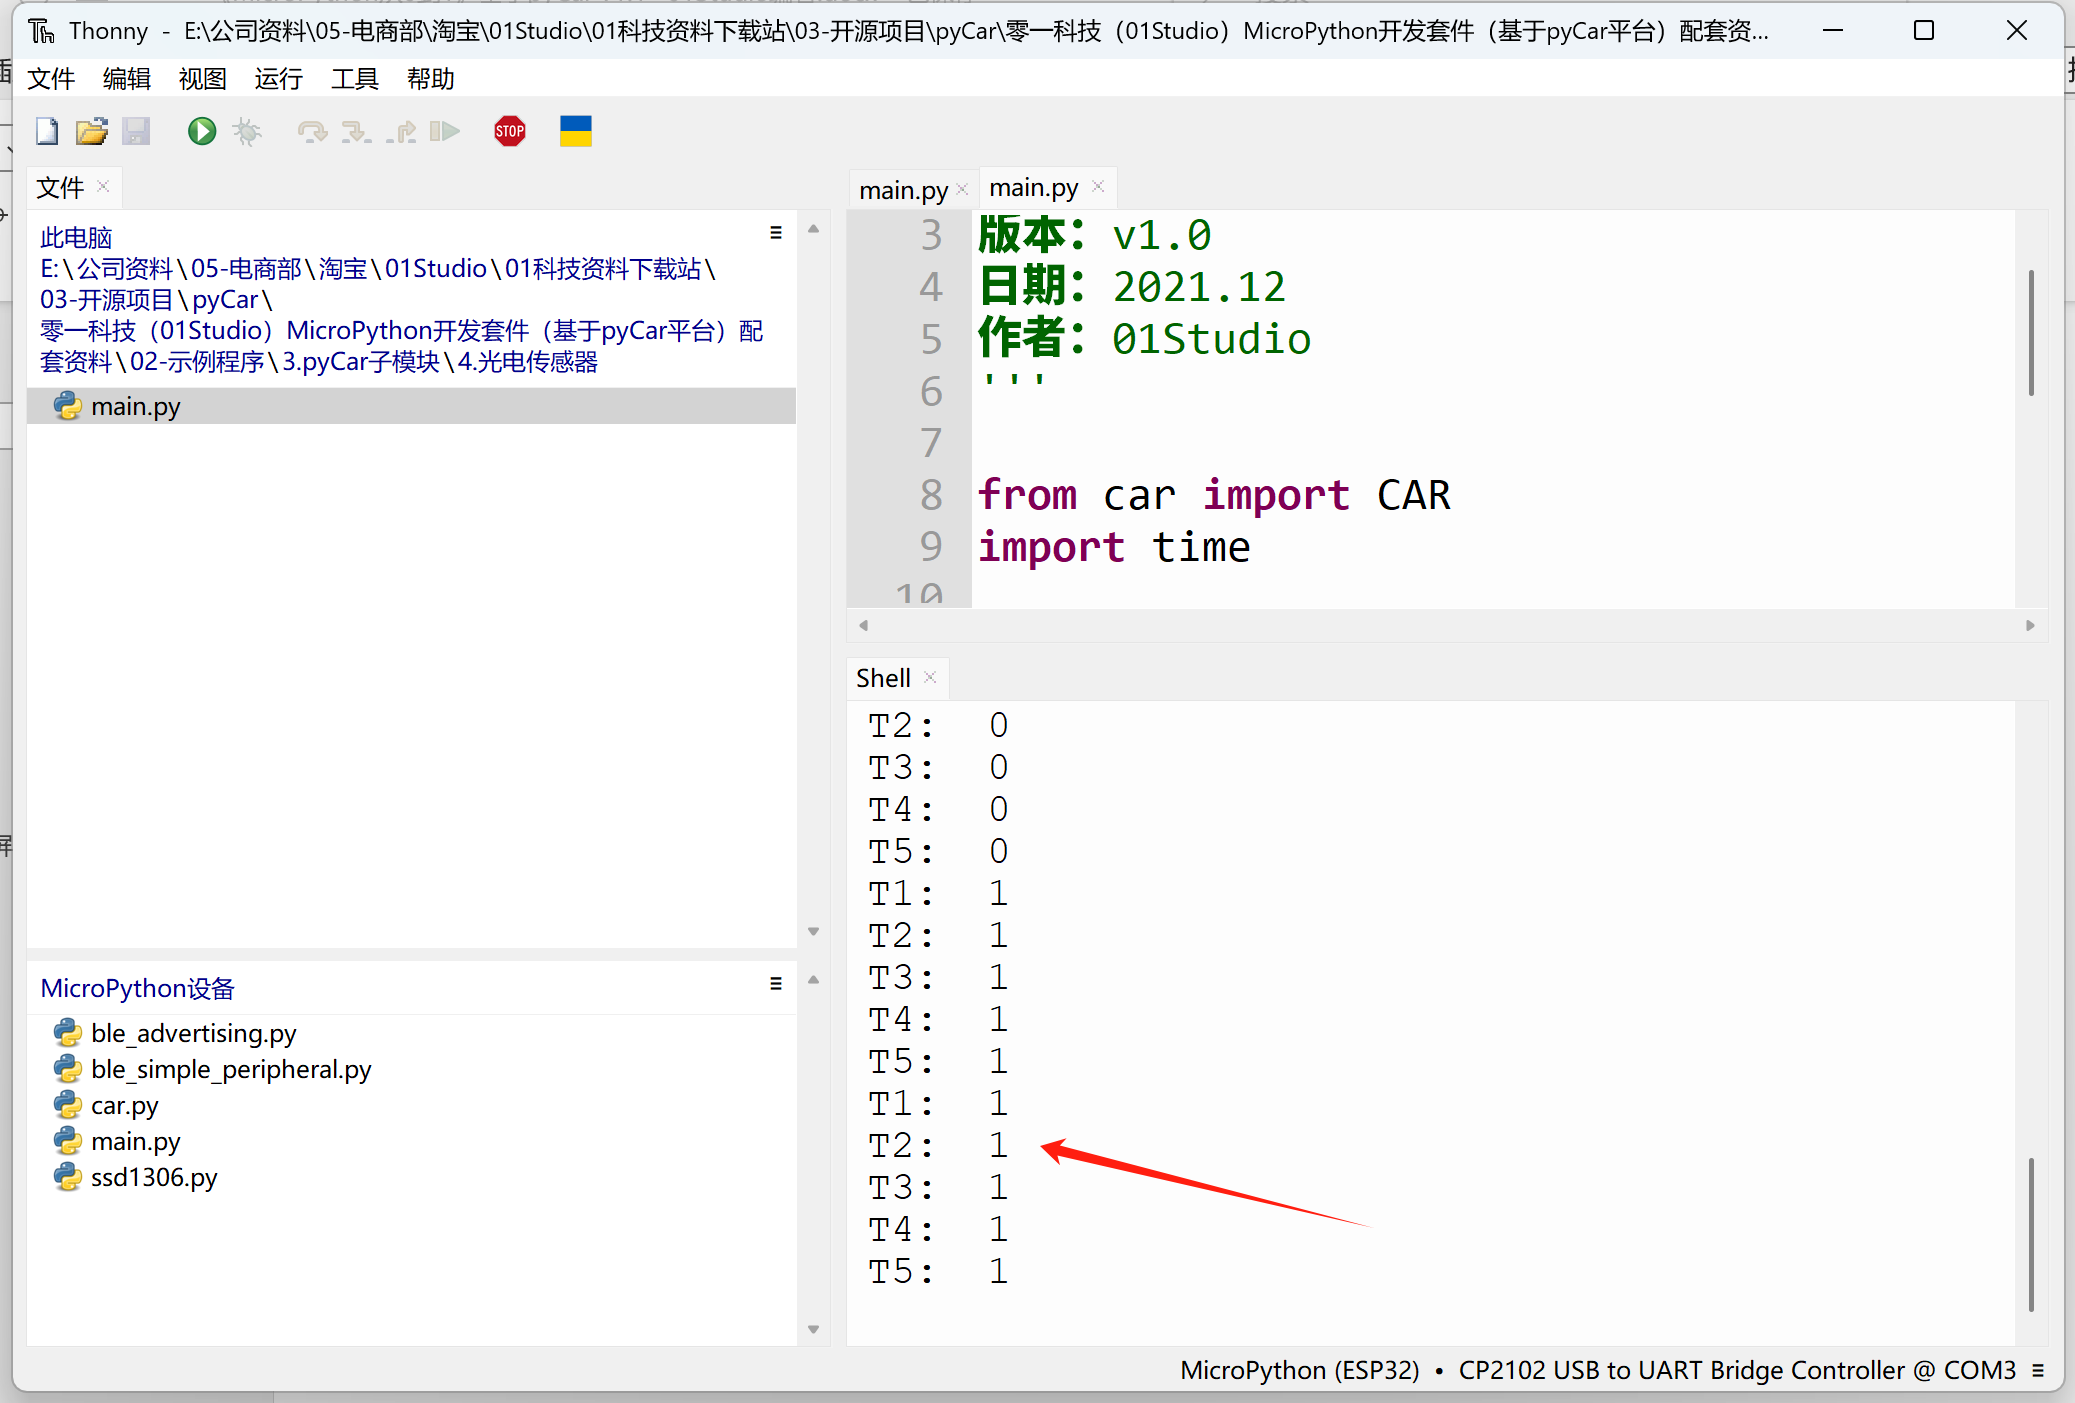 Thonny - E:\公司资料\05-电商部\淘宝\01Studio\01科技资料下载站\03-开源项目\pyCar\零一科技（01Studio）MicroPython开发套件（基于pyCar平台）配套资...
文件 编辑 视图 运行 工具 帮助
STOP
文件
此电脑
E:\公司资料\05-电商部\淘宝\01Studio\01科技资料下载站\
03-开源项目\pyCar\
零一科技（01Studio）MicroPython开发套件（基于pyCar平台）配
套资料\02-示例程序\3.pyCar子模块\4.光电传感器
main.py
MicroPython设备
ble_advertising.py
ble_simple_peripheral.py
car.py
main.py
ssd1306.py
main.py main.py
3 版本：v1.0
4 日期：2021.12
5 作者：01Studio
6 '''
7
8 from car import CAR
9 import time
10
Shell
T2: 0
T3: 0
T4: 0
T5: 0
T1: 1
T2: 1
T3: 1
T4: 1
T5: 1
T1: 1
T2: 1
T3: 1
T4: 1
T5: 1
MicroPython (ESP32) • CP2102 USB to UART Bridge Controller @ COM3